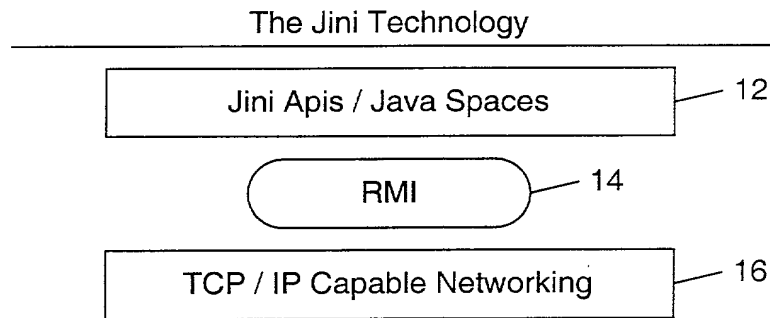 The Jini Technology
Jini Apis / Java Spaces
12
RMI
14
TCP / IP Capable Networking
16